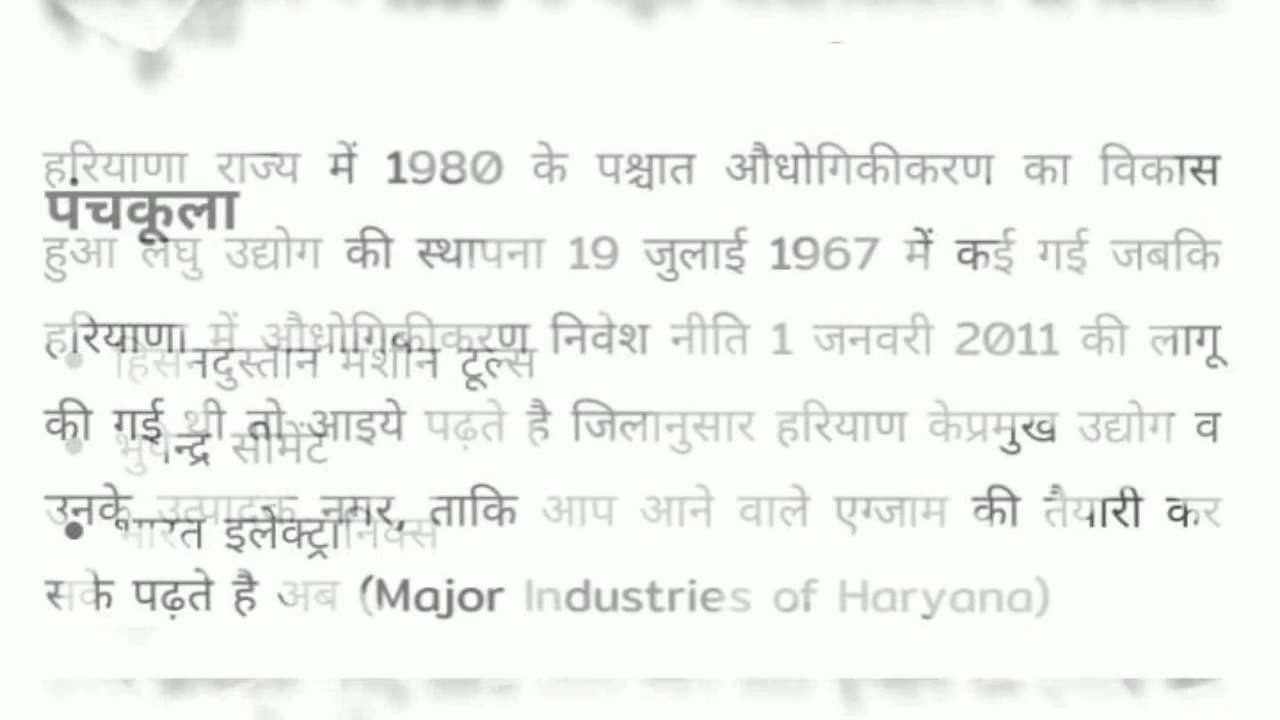 हरियाणा राज्य में 1980 के पश्चात औधोगिकीकरण का विकास
पंचकूला
हुआ लघु उद्योग की स्थापना 19 जुलाई 1967 में कई गई जबकि
हरियाणा में औधोगिकीकरण निवेश नीति 1 जनवरी 2011 की लागू
मशीन टूल्स
की गई थी तो आइये पढ़ते है जिलानुसार हरियाण केप्रमुख उद्योग व
सीमेंट
उनके उत्पादक नगर, ताकि आप आने वाले एग्जाम की तैयारी कर
भारत इलेक्ट्रानिक्स
सके पढ़ते है अब (Major Industries of Haryana)